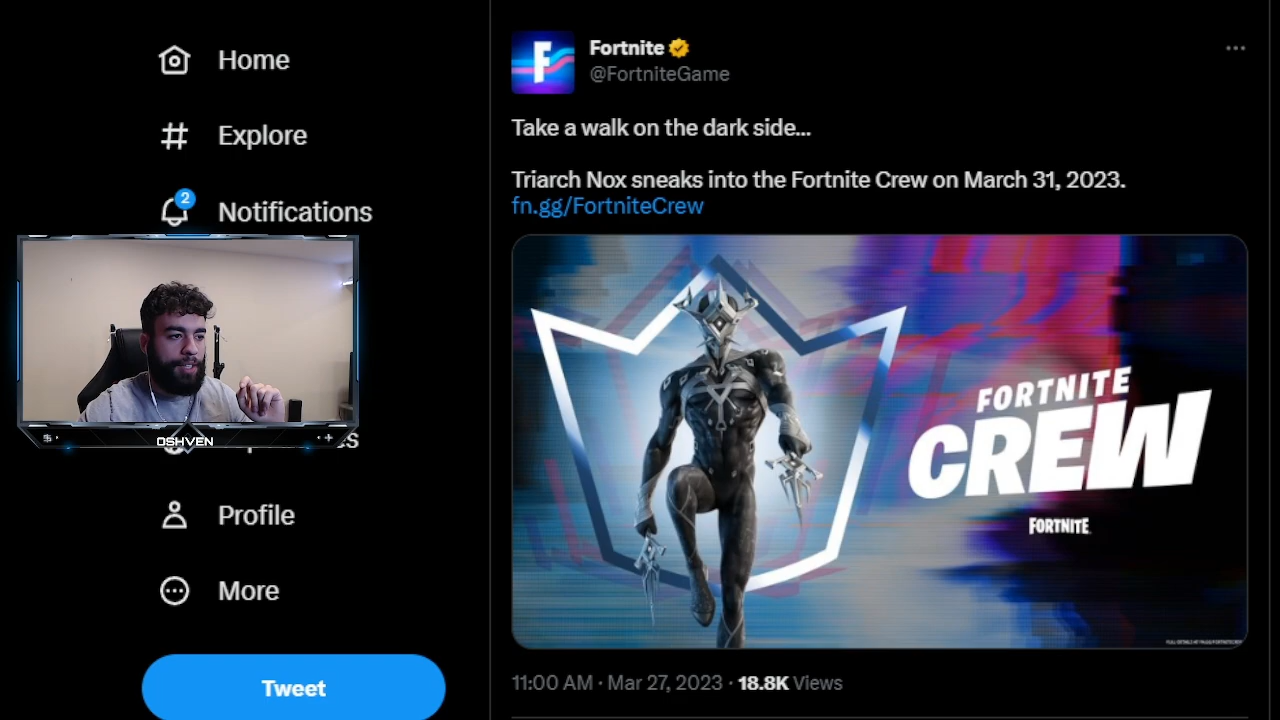 Home
Explore
2
Notifications
OSHVEN
Profile
More
Tweet
Fortnite
@FortniteGame
Take a walk on the dark side...
Triarch Nox sneaks into the Fortnite Crew on March 31, 2023.
fn.gg/FortniteCrew
FORTNITE
CREW
FORTNITE
11:00 AM · Mar 27, 2023 · 18.8K Views